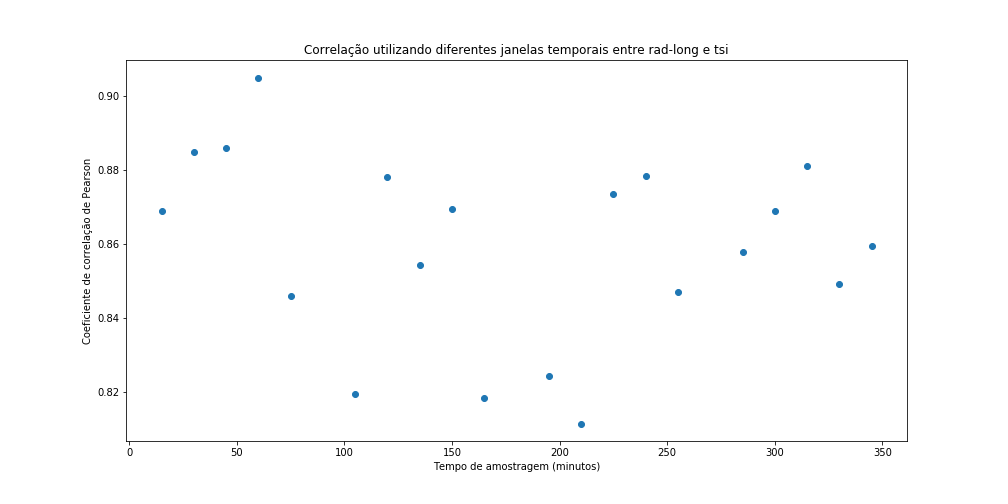 Correlação utilizando diferentes janelas temporais entre rad-long e tsi
0.90
0.88
0.86
0.84
0.82
Coeficiente de correlação de Pearson
0 50 100 150 200 250 300 350
Tempo de amostragem (minutos)